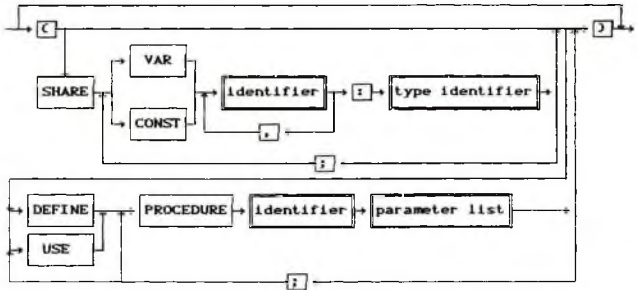 ( )
VAR
SHARE identifier : type identifier
CONST ,
;
DEFINE PROCEDURE identifier parameter list
USE
;